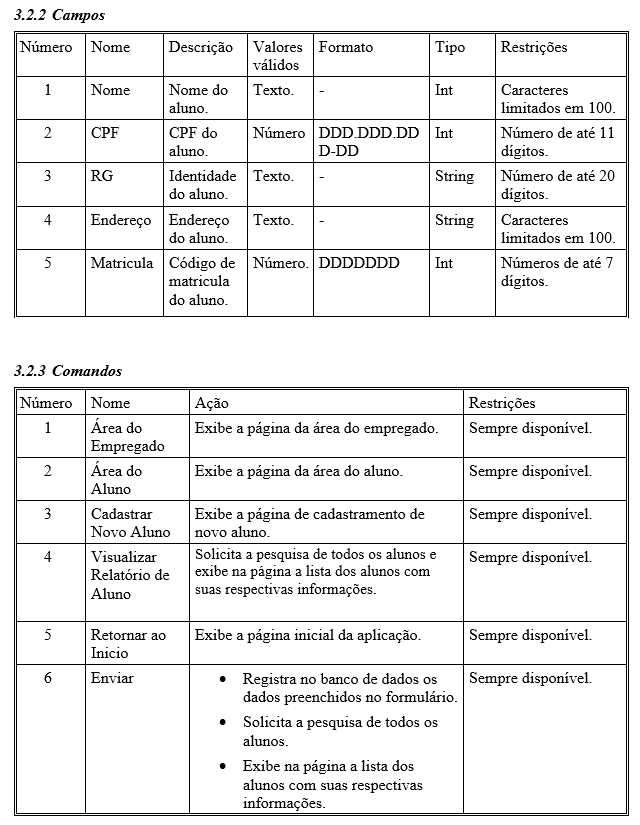 3.2.2 Campos
Número Nome Descrição Valores válidos Formato Tipo Restrições
1 Nome Nome do aluno. Texto. - Int Caracteres limitados em 100.
2 CPF CPF do aluno. Número DDD.DDD.DDD-DD Int Número de até 11 dígitos.
3 RG Identidade do aluno. Texto. - String Número de até 20 dígitos.
4 Endereço Endereço do aluno. Texto. - String Caracteres limitados em 100.
5 Matricula Código de matricula do aluno. Número. DDDDDDD Int Números de até 7 dígitos.
3.2.3 Comandos
Número Nome Ação Restrições
1 Área do Empregado Exibe a página da área do empregado. Sempre disponível.
2 Área do Aluno Exibe a página da área do aluno. Sempre disponível.
3 Cadastrar Novo Aluno Exibe a página de cadastramento de novo aluno. Sempre disponível.
4 Visualizar Relatório de Aluno Solicita a pesquisa de todos os alunos e exibe na página a lista dos alunos com suas respectivas informações. Sempre disponível.
5 Retornar ao Inicio Exibe a página inicial da aplicação. Sempre disponível.
6 Enviar • Registra no banco de dados os dados preenchidos no formulário. Sempre disponível.
• Solicita a pesquisa de todos os alunos.
• Exibe na página a lista dos alunos com suas respectivas informações.